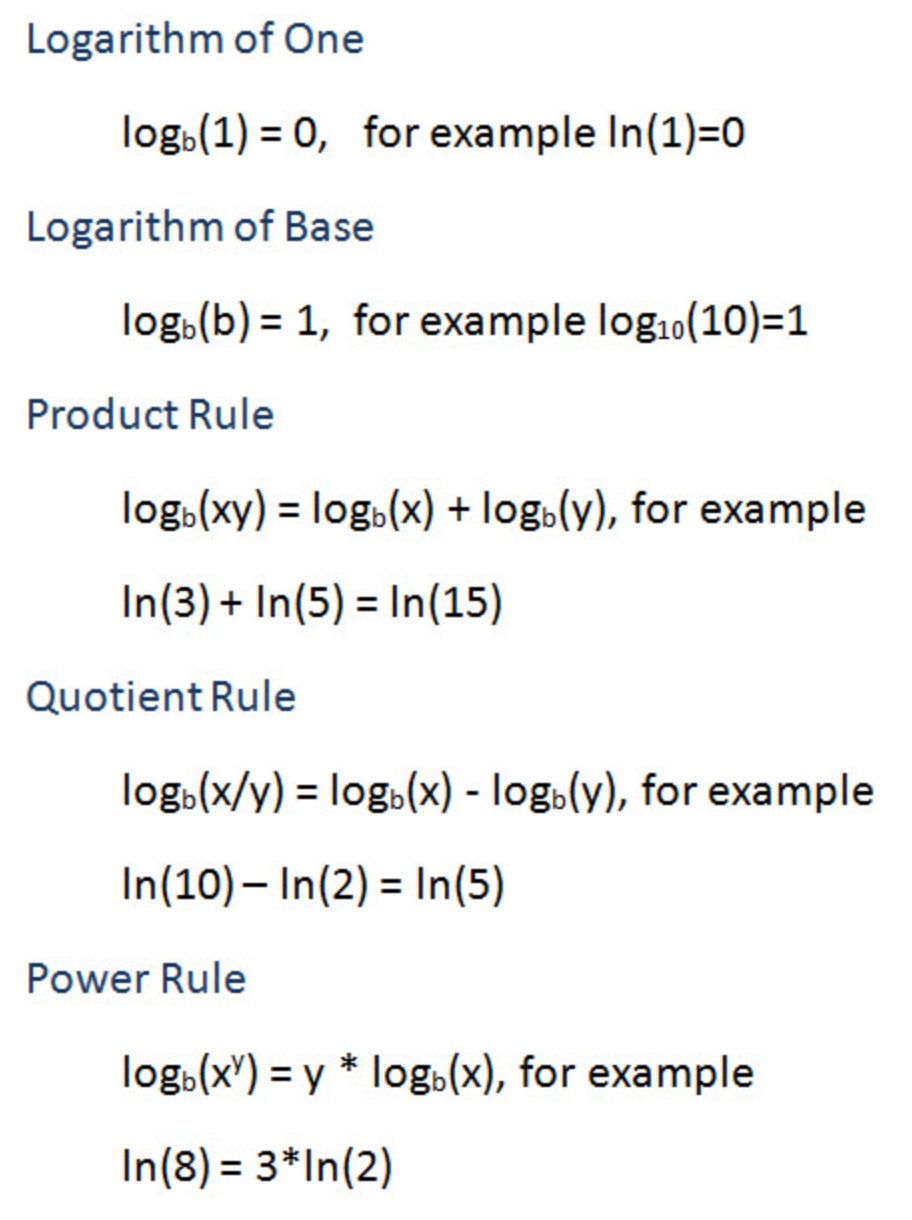 Logarithm of One
log_b(1) = 0, for example ln(1)=0
Logarithm of Base
log_b(b) = 1, for example log₁₀(10)=1
Product Rule
log_b(xy) = log_b(x) + log_b(y), for example
ln(3) + ln(5) = ln(15)
Quotient Rule
log_b(x/y) = log_b(x) - log_b(y), for example
ln(10) – ln(2) = ln(5)
Power Rule
log_b(xʸ) = y * log_b(x), for example
ln(8) = 3*ln(2)